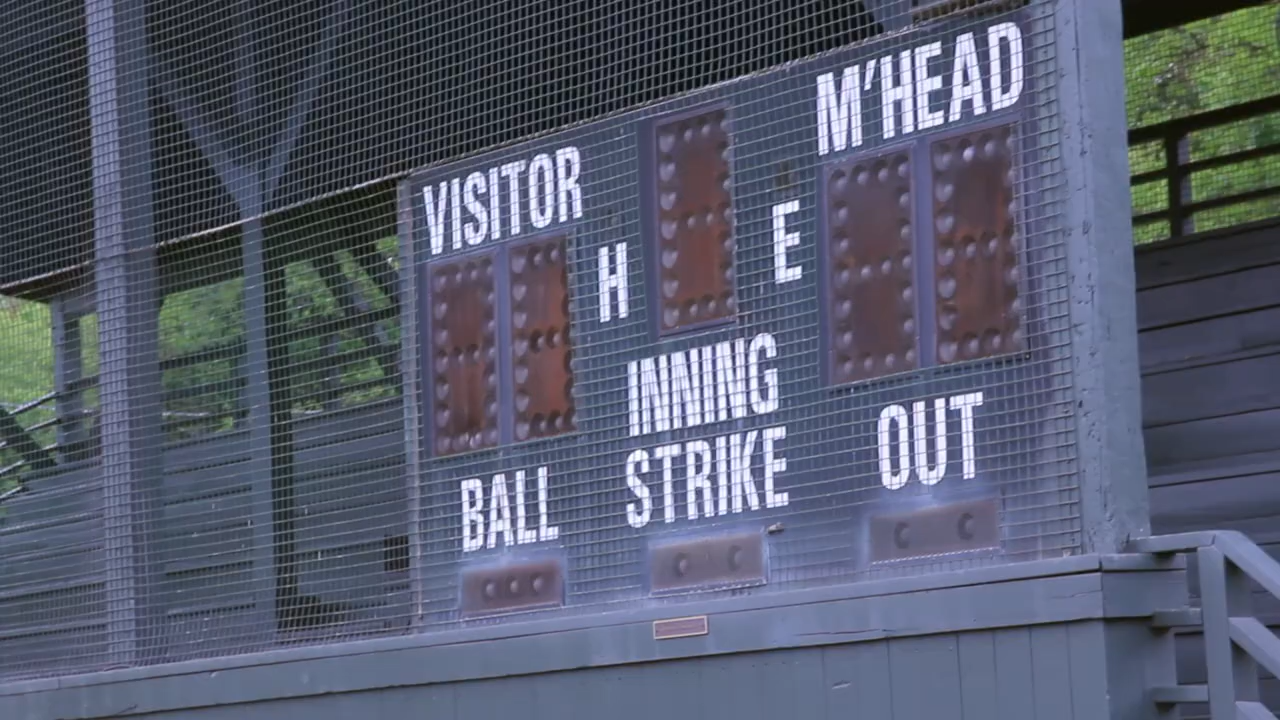 VISITOR
M'HEAD
H
E
INNING
BALL
STRIKE
OUT